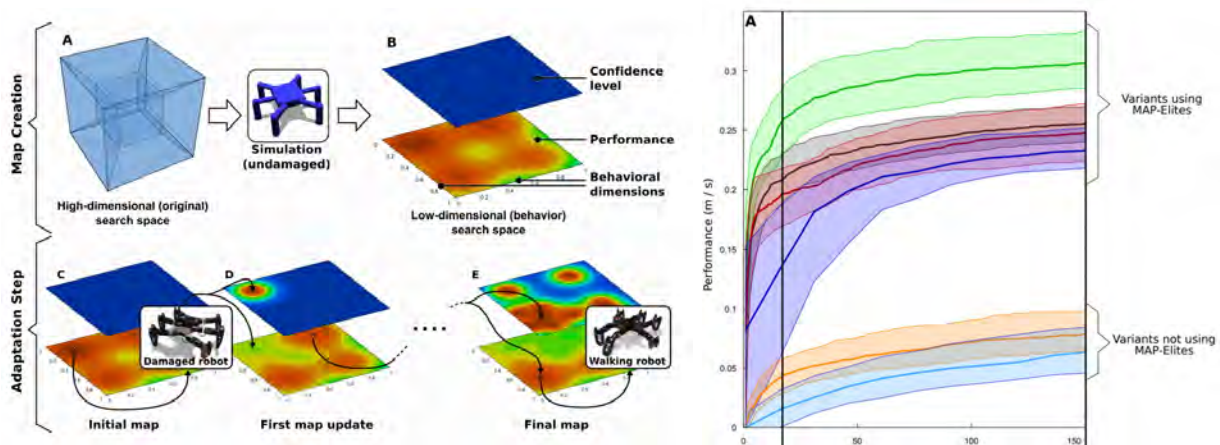 Map Creation
A
High-dimensional (original)
search space
Simulation
(undamaged)
B
Confidence
level
Performance
Behavioral
dimensions
Low-dimensional (behavior)
search space
Adaptation Step
C
Damaged robot
Initial map
D
First map update
....
E
Walking robot
Final map
A
Performance (m / s)
0.3
0.25
0.2
0.15
0.1
0.05
0
0 50 100 150
Variants using
MAP-Elites
Variants not using
MAP-Elites